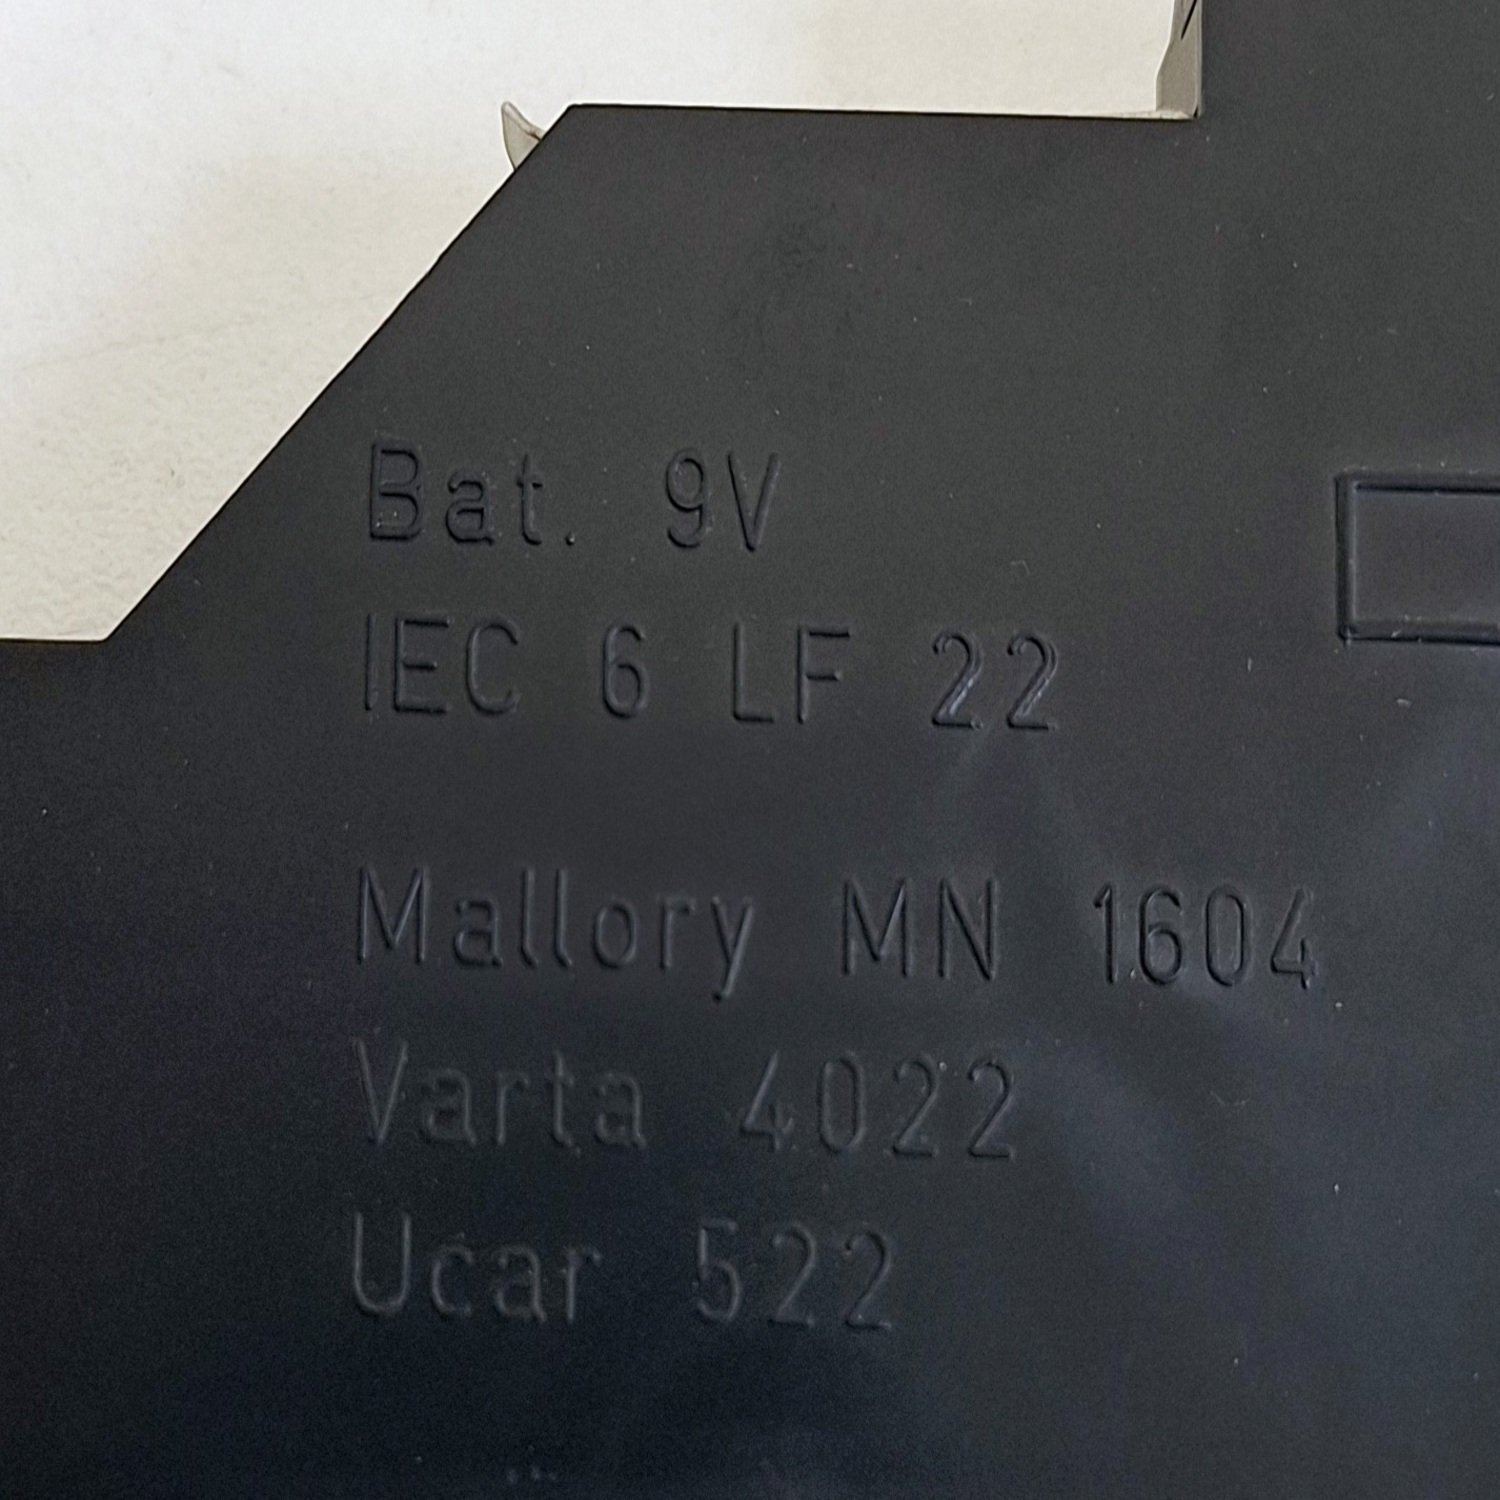 Bat. 9V
IEC 6 LF 22
Mallory MN 1604
Varta 4022
Ucar 522